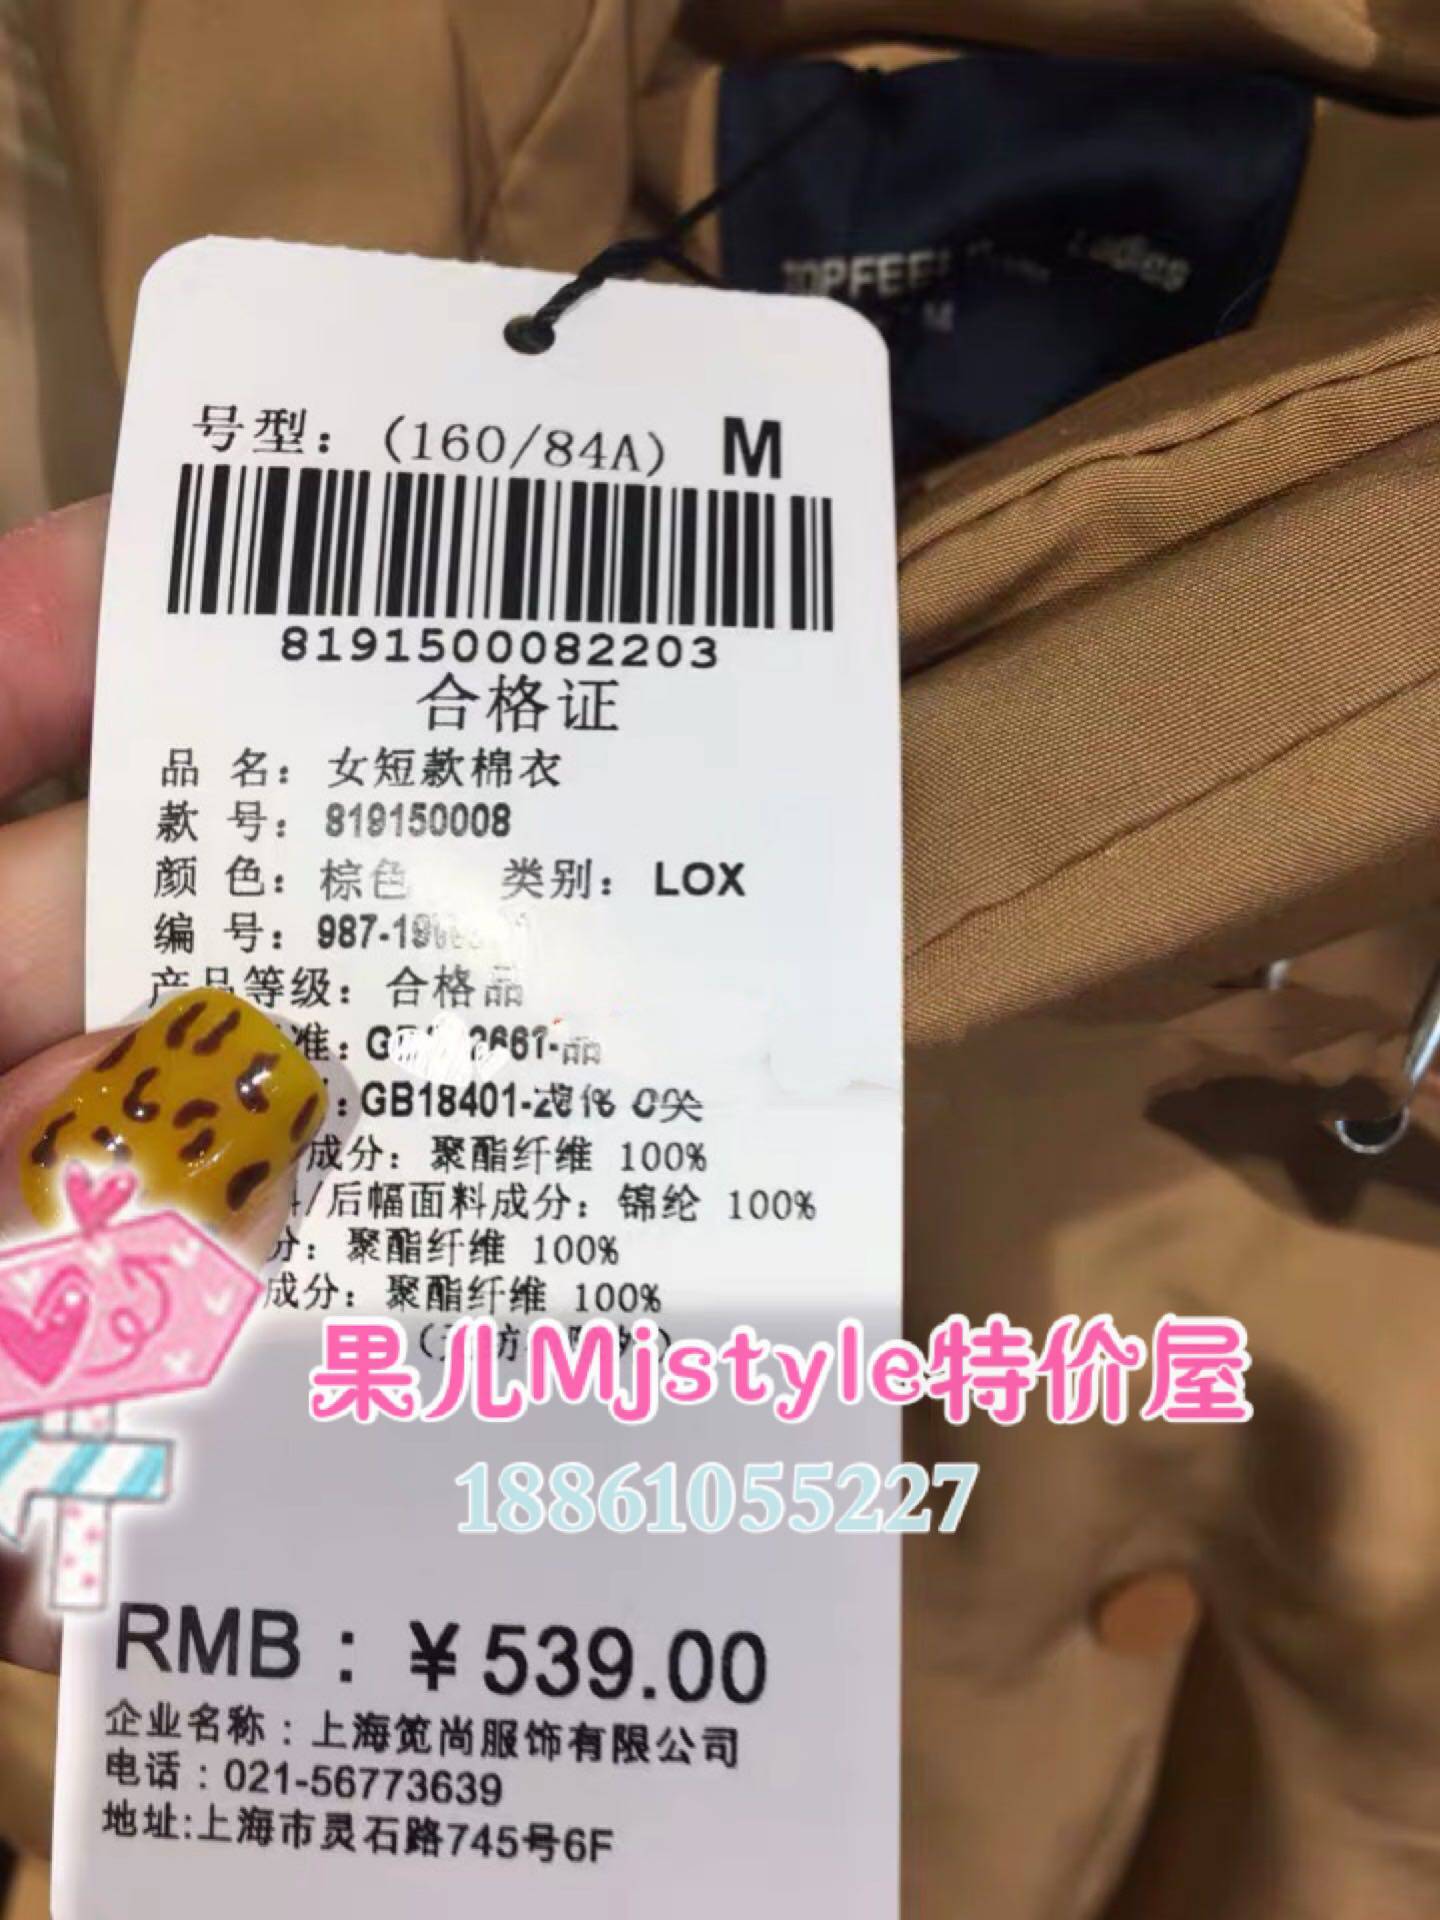 Ladies
M
号型：(160/84A) M
8191500082203
合格证
品 名：女短款棉衣
款 号：819150008
颜 色：棕色 类别：LOX
编 号：987-19
产品等级：合格品
准：
：GB18401-
成分：聚酯纤维 100%
/后幅面料成分：锦纶 100%
分：聚酯纤维 100%
成分：聚酯纤维 100%
果儿Mjstyle特价屋
18861055227
RMB：￥539.00
企业名称：上海笕尚服饰有限公司
电话：021-56773639
地址:上海市灵石路745号6F